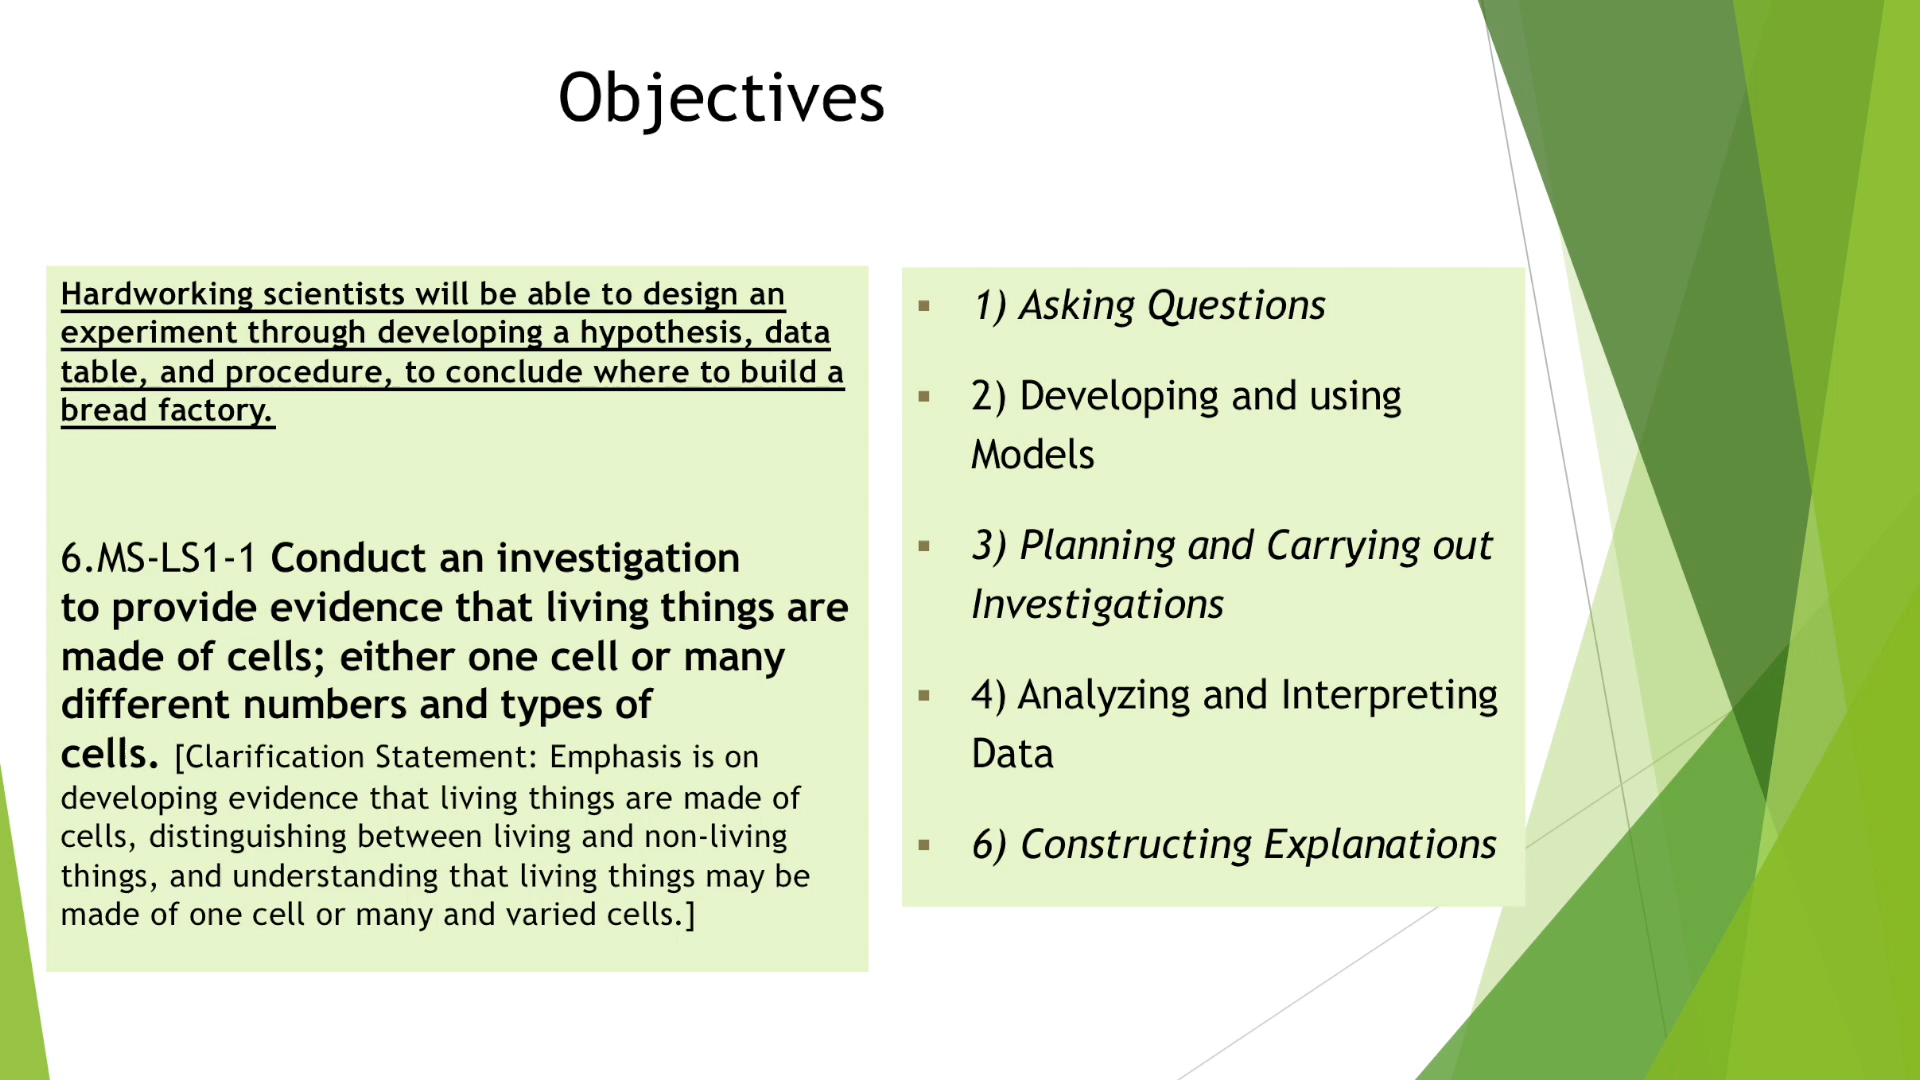 Objectives
Hardworking scientists will be able to design an
experiment through developing a hypothesis, data
table, and procedure, to conclude where to build a
bread factory.
6.MS-LS1-1 Conduct an investigation
to provide evidence that living things are
made of cells; either one cell or many
different numbers and types of
cells. [Clarification Statement: Emphasis is on
developing evidence that living things are made of
cells, distinguishing between living and non-living
things, and understanding that living things may be
made of one cell or many and varied cells.]
▪ 1) Asking Questions
▪ 2) Developing and using
Models
▪ 3) Planning and Carrying out
Investigations
▪ 4) Analyzing and Interpreting
Data
▪ 6) Constructing Explanations